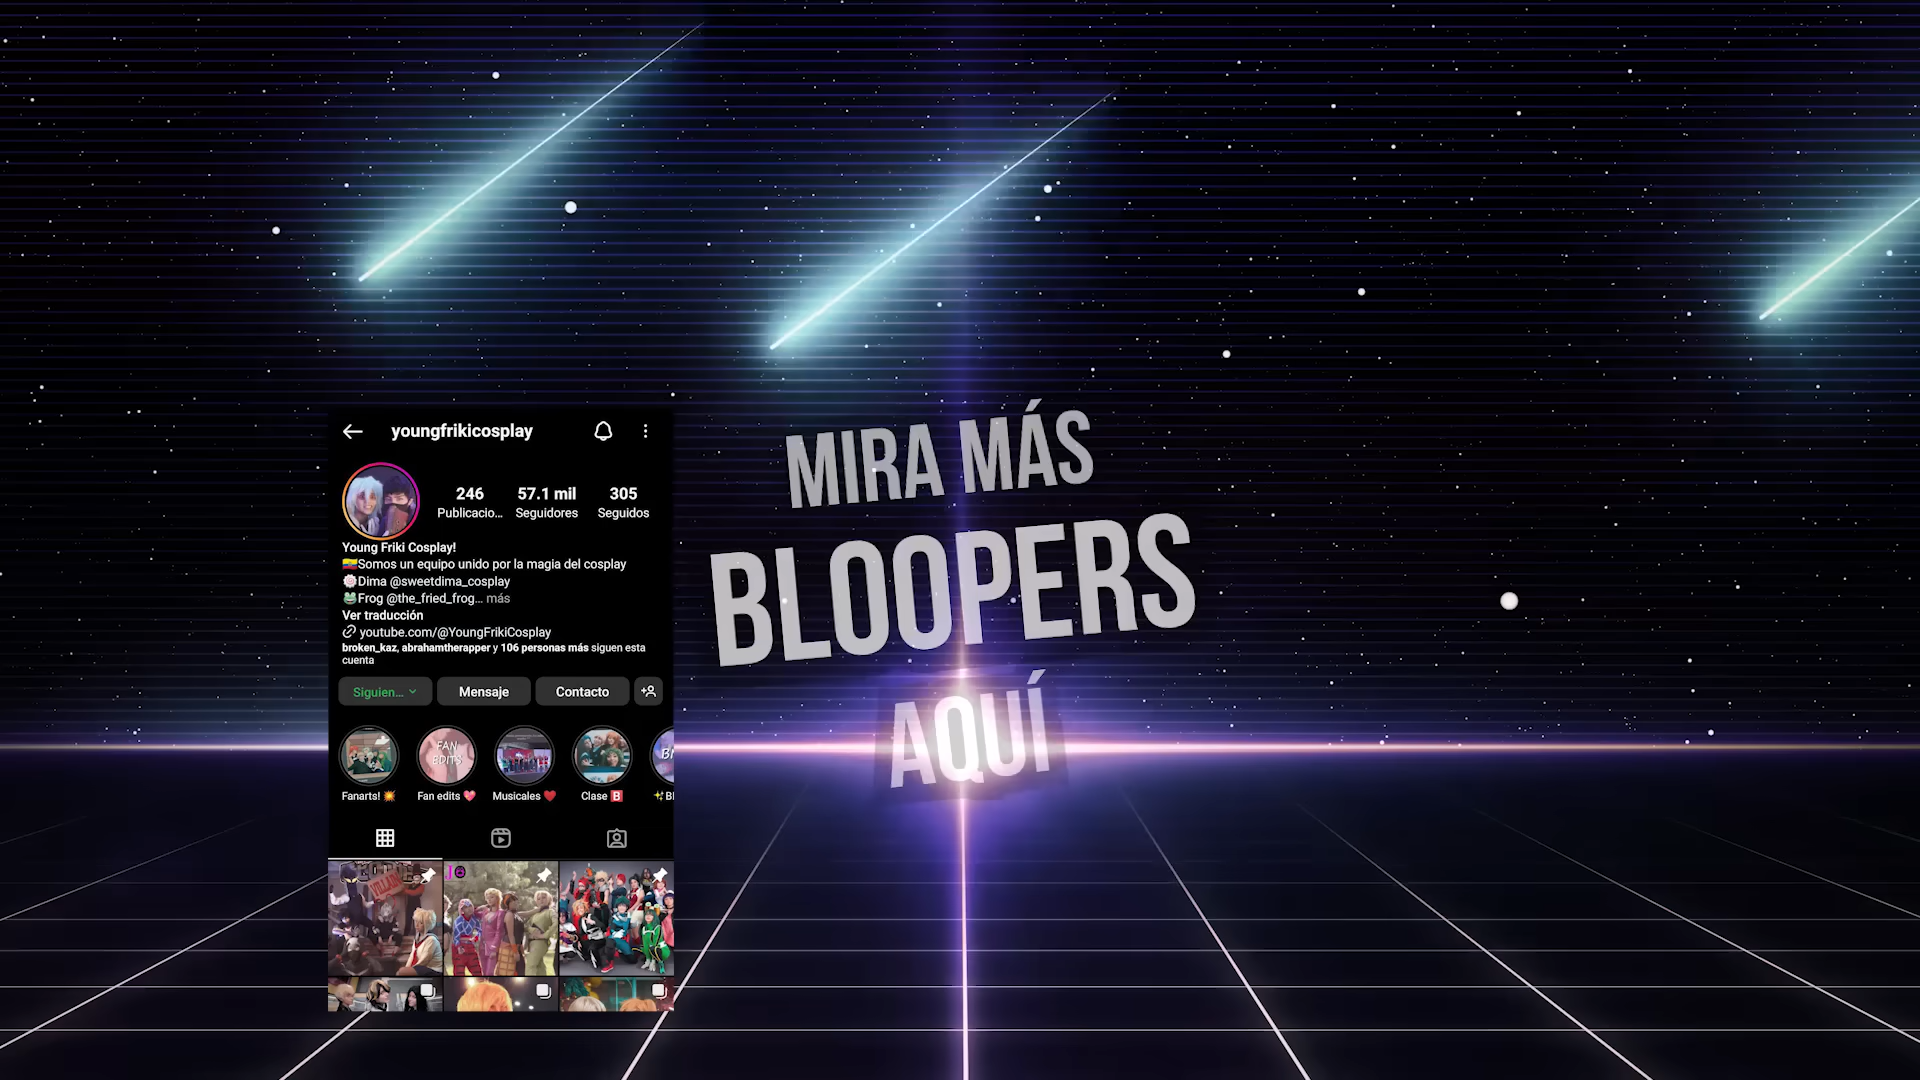 youngfrikicosplay
246
57.1 mil
305
Publicacio...
Seguidores
Seguidos
Young Friki Cosplay!
Somos un equipo unido por la magia del cosplay
Dima @sweetdima_cosplay
Frog @the_fried_frog... más
Ver traducción
youtube.com/@YoungFrikiCosplay
broken_kaz, abrahamtherapper y 106 personas más siguen esta
cuenta
Siguien...
Mensaje
Contacto
FAN
EDITS
Fanarts!
Fan edits
Musicales
Clase B
MIRA MÁS
BLOOPERS
AQUÍ